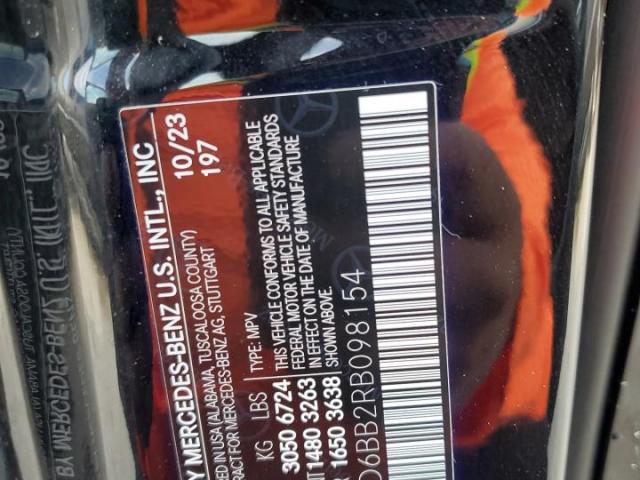 Y MERCEDES-BENZ U.S. INTL., INC
RED IN USA (ALABAMA, TUSCALOOSA COUNTY)
RACT FOR MERCEDES-BENZ AG, STUTTGART
10/23
197
KG LBS TYPE: MPV
3050 6724 THIS VEHICLE CONFORMS TO ALL APPLICABLE
1480 3263 FEDERAL MOTOR VEHICLE SAFETY STANDARDS
1650 3638 IN EFFECT ON THE DATE OF MANUFACTURE
SHOWN ABOVE.
D6BB2RB098154